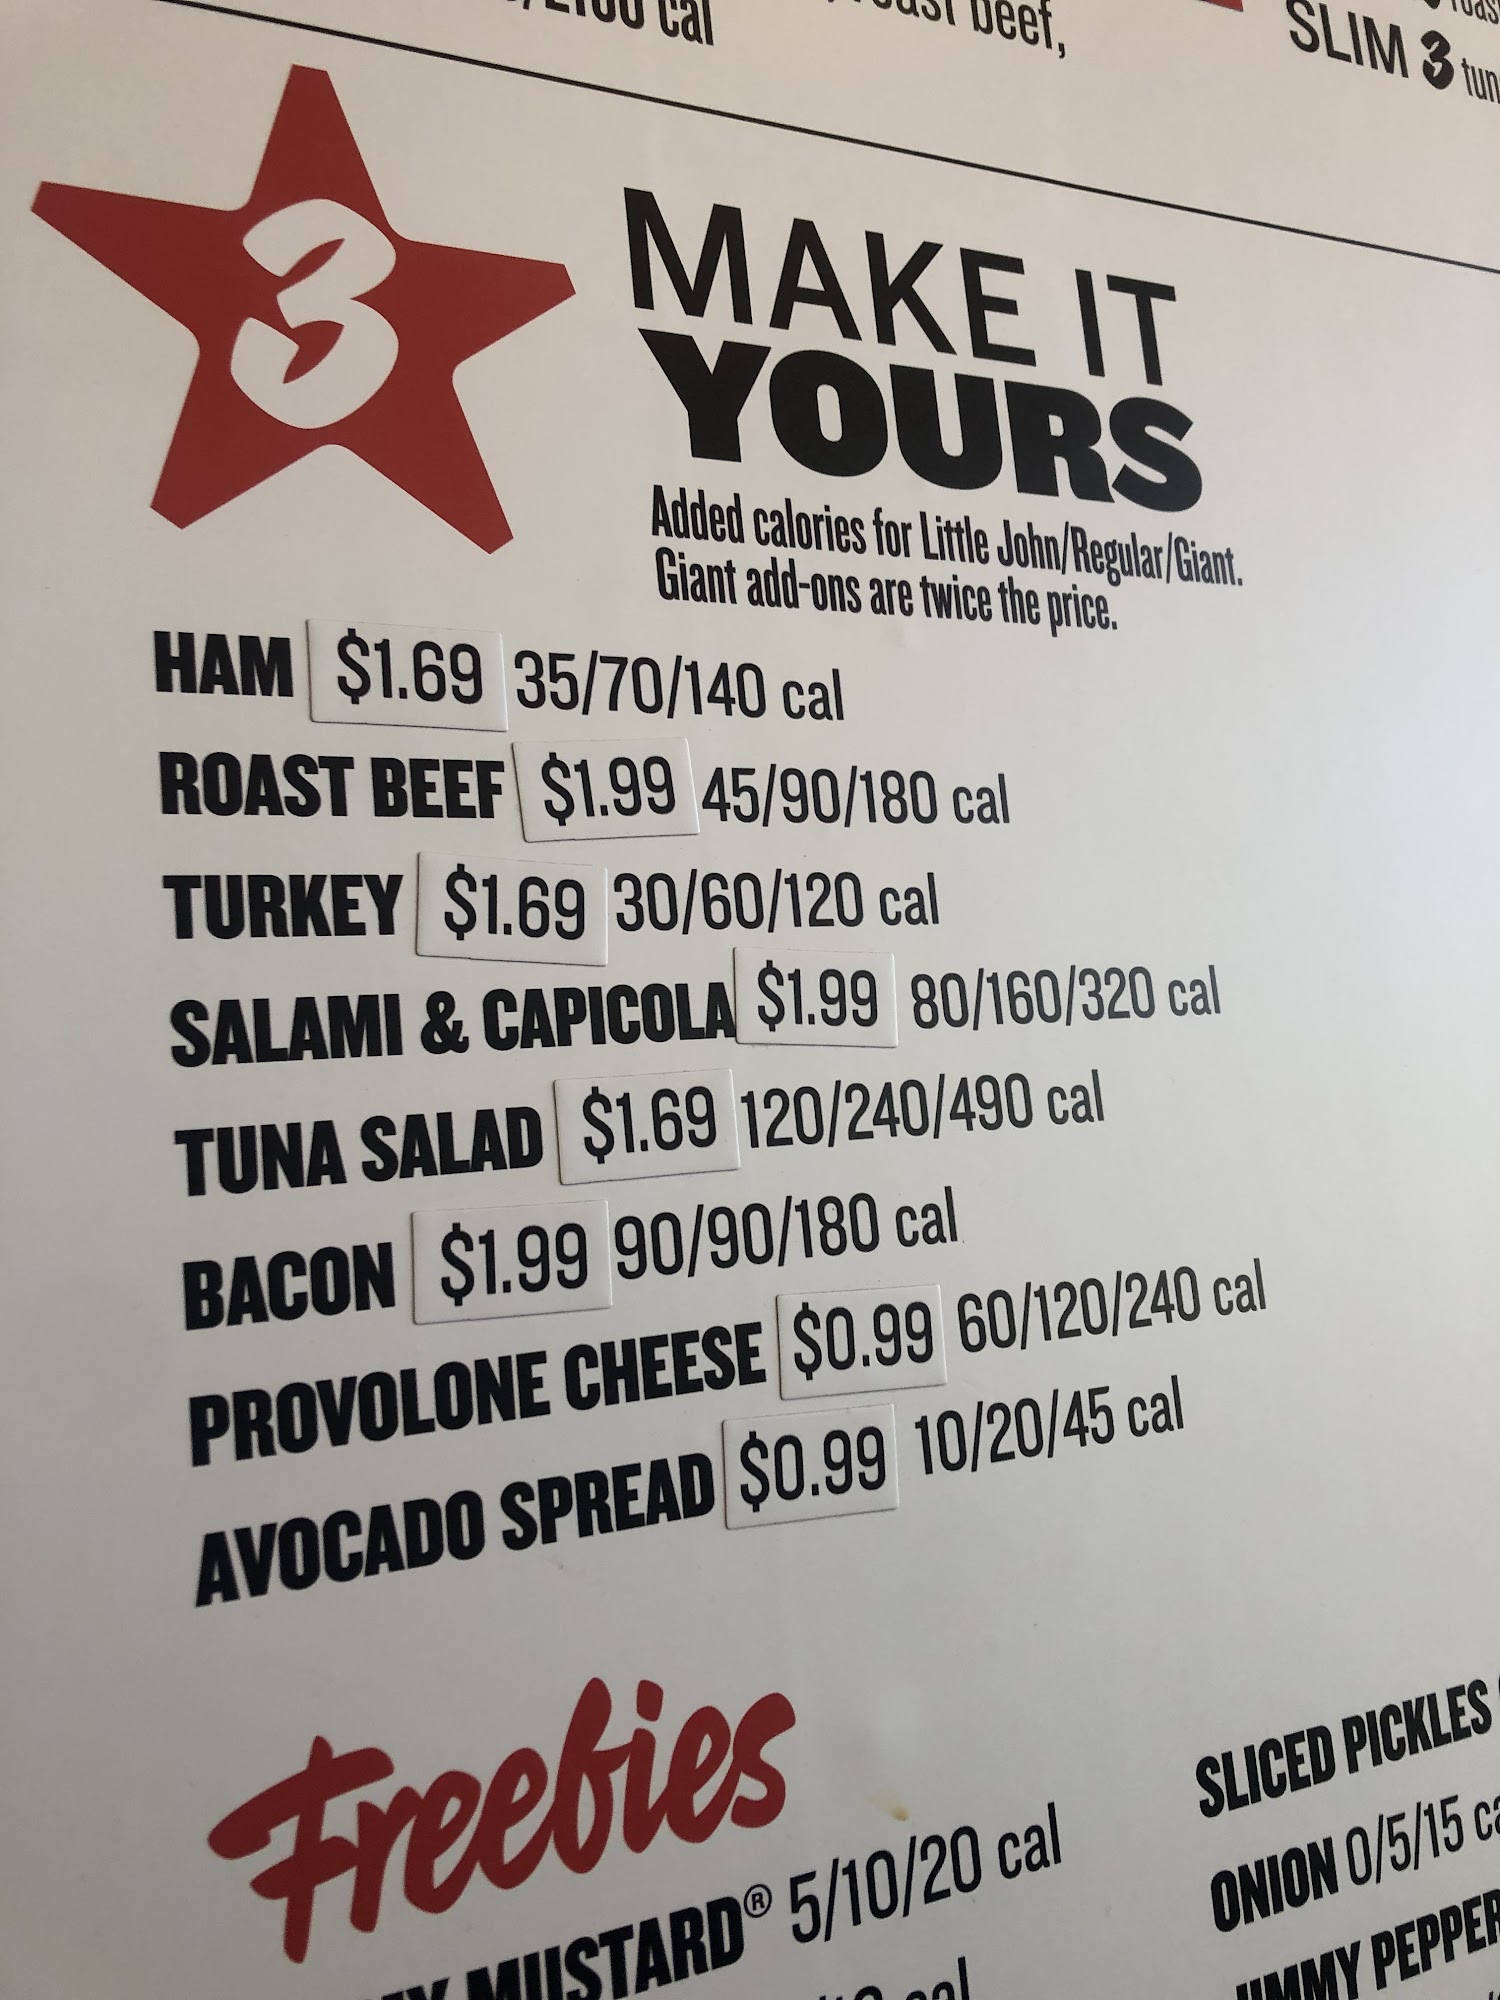 cal
beef,
SLIM 3
3
MAKE IT
YOURS
Added calories for Little John/Regular/Giant.
Giant add-ons are twice the price.
HAM $1.69 35/70/140 cal
ROAST BEEF $1.99 45/90/180 cal
TURKEY $1.69 30/60/120 cal
SALAMI & CAPICOLA $1.99 80/160/320 cal
TUNA SALAD $1.69 120/240/490 cal
BACON $1.99 90/90/180 cal
PROVOLONE CHEESE $0.99 60/120/240 cal
AVOCADO SPREAD $0.99 10/20/45 cal
Freebies
MUSTARD® 5/10/20 cal
cal
SLICED PICKLES
ONION 0/5/15